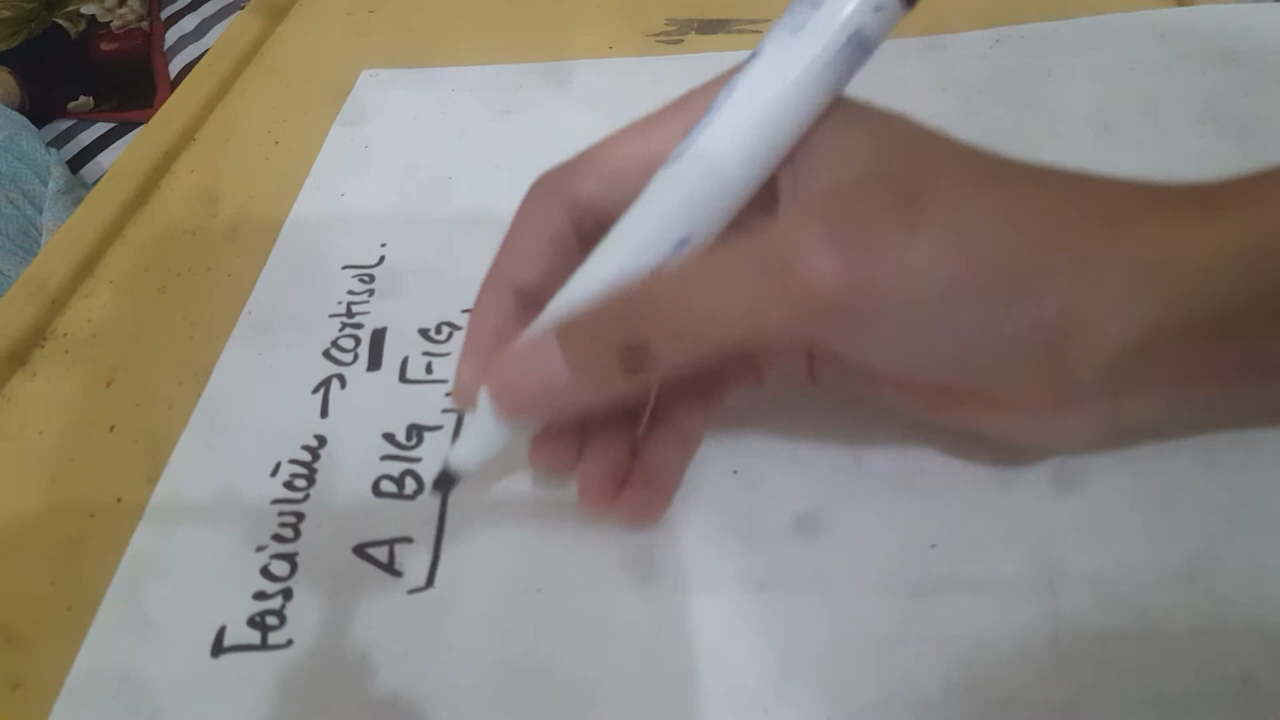 Fasciculata → cortisol.
A BIG FIG.